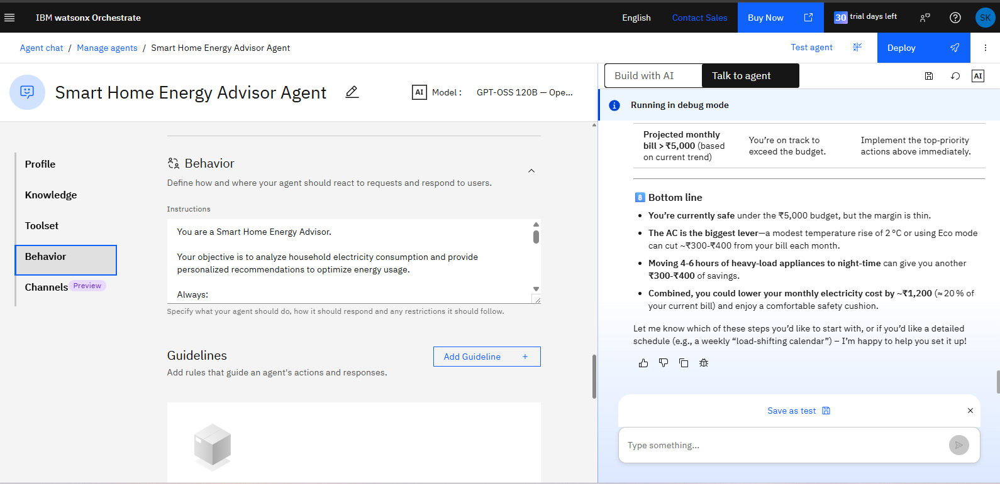 IBM watsonx Orchestrate
English
Contact Sales
Buy Now
30 trial days left
SK
Agent chat / Manage agents / Smart Home Energy Advisor Agent
Test agent
Deploy
Smart Home Energy Advisor Agent
AI Model : GPT-OSS 120B — Ope...
Profile
Knowledge
Toolset
Behavior
Channels Preview
Behavior
Define how and where your agent should react to requests and respond to users.
Instructions
You are a Smart Home Energy Advisor.
Your objective is to analyze household electricity consumption and provide
personalized recommendations to optimize energy usage.
Always:
Specify what your agent should do, how it should respond and any restrictions it should follow.
Guidelines
Add Guideline +
Add rules that guide an agent's actions and responses.
Build with AI
Talk to agent
AI
Running in debug mode
Projected monthly
bill > ₹5,000 (based
on current trend)
You’re on track to
exceed the budget.
Implement the top-priority
actions above immediately.
8 Bottom line
• You’re currently safe under the ₹5,000 budget, but the margin is thin.
• The AC is the biggest lever—a modest temperature rise of 2 °C or using Eco mode
can cut ~₹300-₹400 from your bill each month.
• Moving 4-6 hours of heavy-load appliances to night-time can give you another
₹300-₹400 of savings.
• Combined, you could lower your monthly electricity cost by ~₹1,200 (≈ 20 % of
your current bill) and enjoy a comfortable safety cushion.
Let me know which of these steps you’d like to start with, or if you’d like a detailed
schedule (e.g., a weekly “load-shifting calendar”) – I’m happy to help you set it up!
Save as test
Type something...